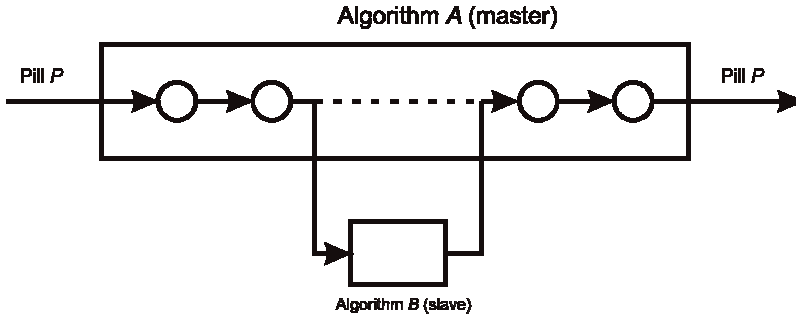 Algorithm A (master)
Pill P
Pill P
Algorithm B (slave)